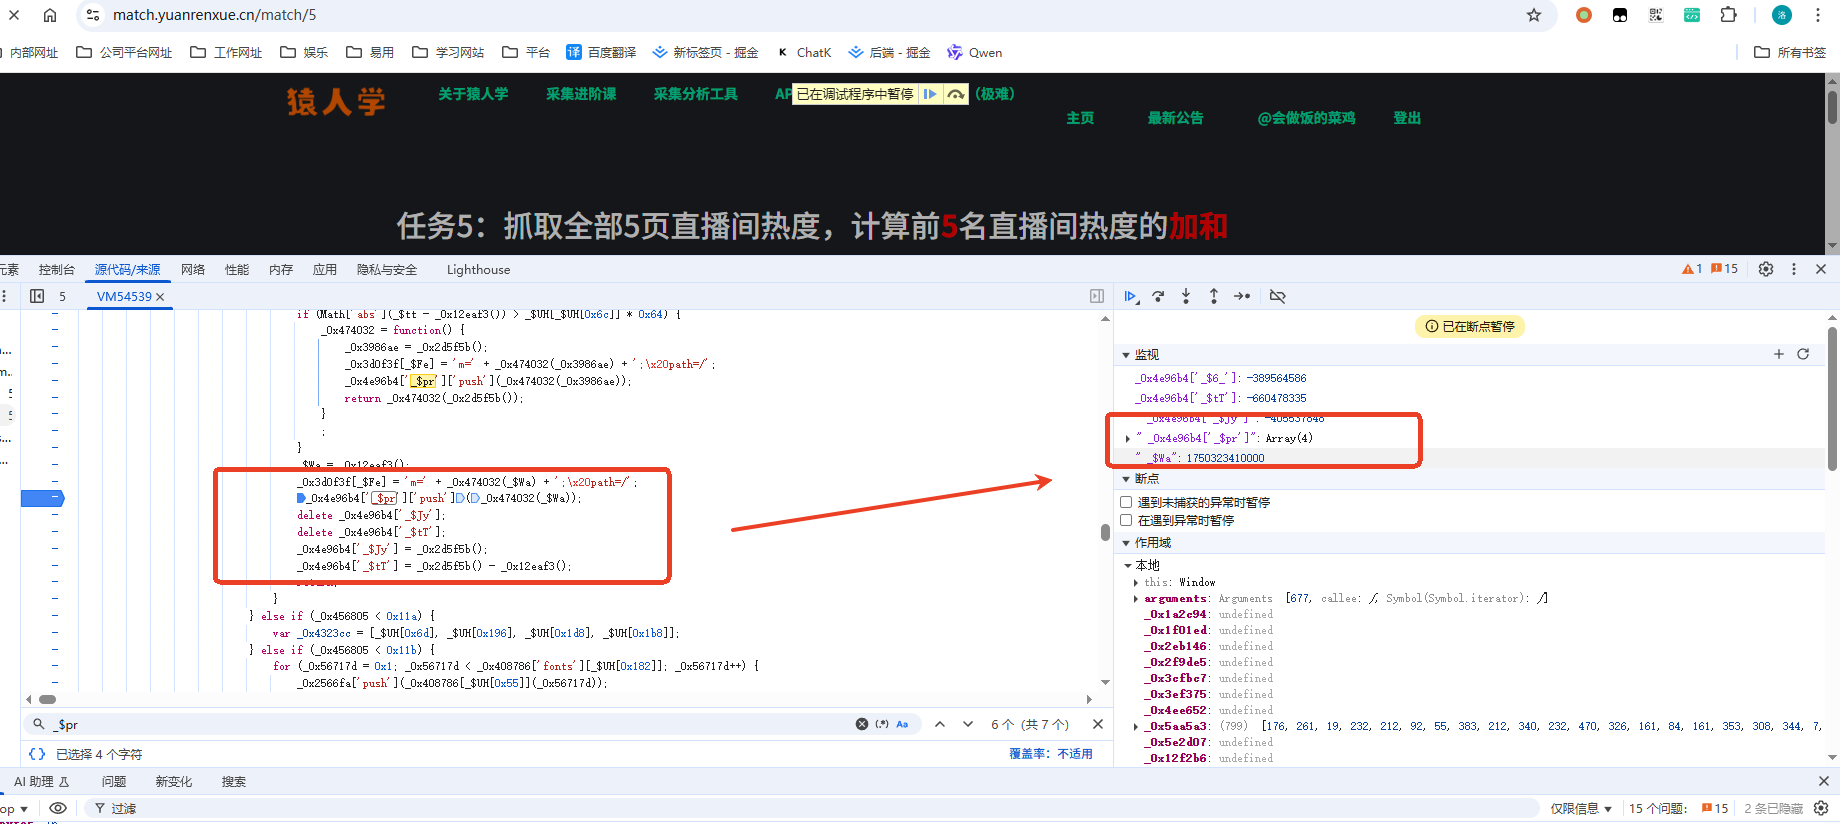 match.yuanrenxue.cn/match/5
洛
内部网址 公司平台网址 工作网址 娱乐 易用 学习网站 平台 译 百度翻译 新标签页 - 掘金 K ChatK 后端 - 掘金 Qwen 所有书签
猿人学 关于猿人学 采集进阶课 采集分析工具 AP 已在调试程序中暂停 （极难）
主页 最新公告 @会做饭的菜鸡 登出
任务5：抓取全部5页直播间热度，计算前5名直播间热度的加和
元素 控制台 源代码/来源 网络 性能 内存 应用 隐私与安全 Lighthouse 1 15
5 VM54539
if (Math['abs'](_$tt - _0x12eaf3()) > _$UH[_$UH[0x6c]] * 0x64) {
_0x474032 = function() {
_0x3986ae = _0x2d5f5b();
_0x3d0f3f[_$Fe] = 'm=' + _0x474032(_0x3986ae) + ';\x20path=/';
_0x4e96b4['_$pr']['push'](_0x474032(_0x3986ae));
return _0x474032(_0x2d5f5b());
}
;
}
_$Wa = _0x12eaf3();
_0x3d0f3f[_$Fe] = 'm=' + _0x474032(_$Wa) + ';\x20path=/';
_0x4e96b4['_$pr']['push'](_0x474032(_$Wa));
delete _0x4e96b4['_$Jy'];
delete _0x4e96b4['_$tT'];
_0x4e96b4['_$Jy'] = _0x2d5f5b();
_0x4e96b4['_$tT'] = _0x2d5f5b() - _0x12eaf3();
return;
}
} else if (_0x456805 < 0x11a) {
var _0x4323cc = [_$UH[0x6d], _$UH[0x196], _$UH[0x1d8], _$UH[0x1b8]];
} else if (_0x456805 < 0x11b) {
for (_0x56717d = 0x1; _0x56717d < _0x408786['fonts'][_$UH[0x182]]; _0x56717d++) {
_0x2566fa['push'](_0x408786[_$UH[0x55]](_0x56717d));
_$pr (.*) Aa 6个 (共 7 个)
{} 已选择 4 个字符 覆盖率：不适用
已在断点暂停
监视
_0x4e96b4['_$6_']: -389564586
_0x4e96b4['_$tT']: -660478335
_0x4e96b4['_$Jy']: -405537848
" _0x4e96b4['_$pr']": Array(4)
" _$Wa": 1750323410000
断点
遇到未捕获的异常时暂停
在遇到异常时暂停
作用域
本地
this: Window
arguments: Arguments [677, callee: ƒ, Symbol(Symbol.iterator): ƒ]
_0x1a2c94: undefined
_0x1f01ed: undefined
_0x2eb146: undefined
_0x2f9de5: undefined
_0x3cfbc7: undefined
_0x3ef375: undefined
_0x4ee652: undefined
_0x5aa5a3: (799) [176, 261, 19, 232, 212, 92, 55, 383, 212, 340, 232, 470, 326, 161, 84, 161, 353, 308, 344, 7,
_0x5e2d07: undefined
_0x12f2b6: undefined
AI 助理 问题 新变化 搜索
op 过滤 仅限信息 15 个问题： 15 2 条已隐藏